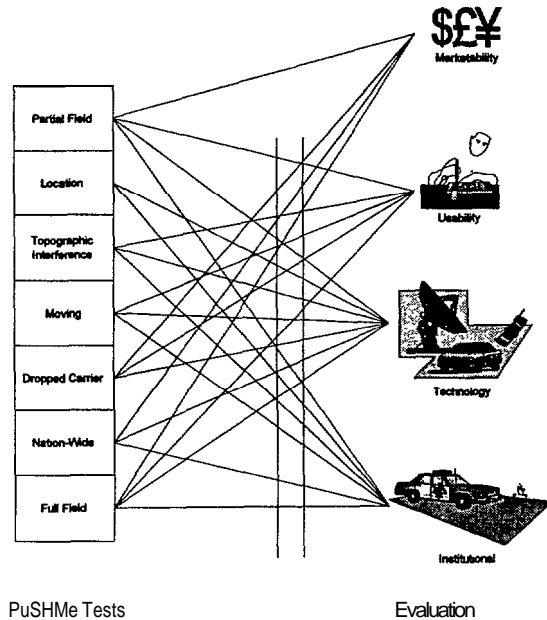 $£¥
Marketability
Partial Field
Location
Usability
Topographic
Interference
Moving
Dropped Carrier
Technology
Nation-Wide
Full Field
Institutional
PuSHMe Tests
Evaluation